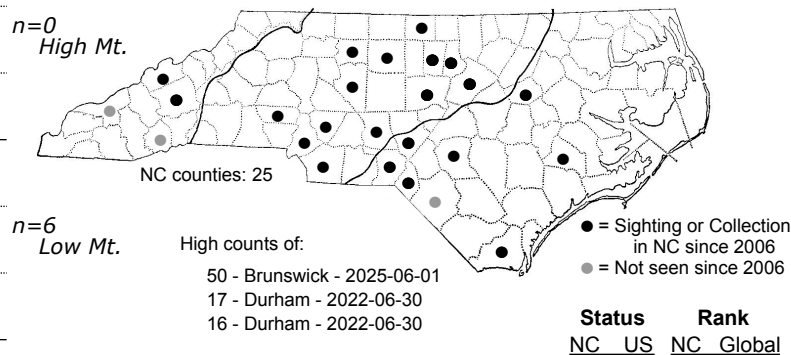 n=0
High Mt.
NC counties: 25
n=6
Low Mt.
High counts of:
50 - Brunswick - 2025-06-01
17 - Durham - 2022-06-30
16 - Durham - 2022-06-30
= Sighting or Collection
in NC since 2006
= Not seen since 2006
Status Rank
NC US NC Global